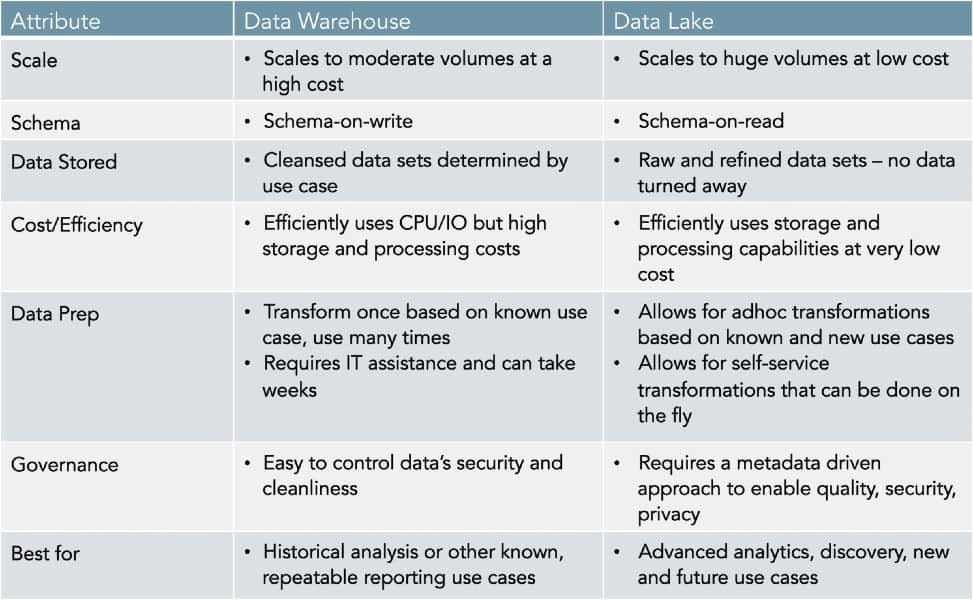 Attribute
Data Warehouse
Data Lake
Scale
• Scales to moderate volumes at a
high cost
• Scales to huge volumes at low cost
Schema
• Schema-on-write
• Schema-on-read
Data Stored
• Cleansed data sets determined by
use case
• Raw and refined data sets – no data
turned away
Cost/Efficiency
• Efficiently uses CPU/IO but high
storage and processing costs
• Efficiently uses storage and
processing capabilities at very low
cost
Data Prep
• Transform once based on known use
case, use many times
• Requires IT assistance and can take
weeks
• Allows for adhoc transformations
based on known and new use cases
• Allows for self-service
transformations that can be done on
the fly
Governance
• Easy to control data’s security and
cleanliness
• Requires a metadata driven
approach to enable quality, security,
privacy
Best for
• Historical analysis or other known,
repeatable reporting use cases
• Advanced analytics, discovery, new
and future use cases